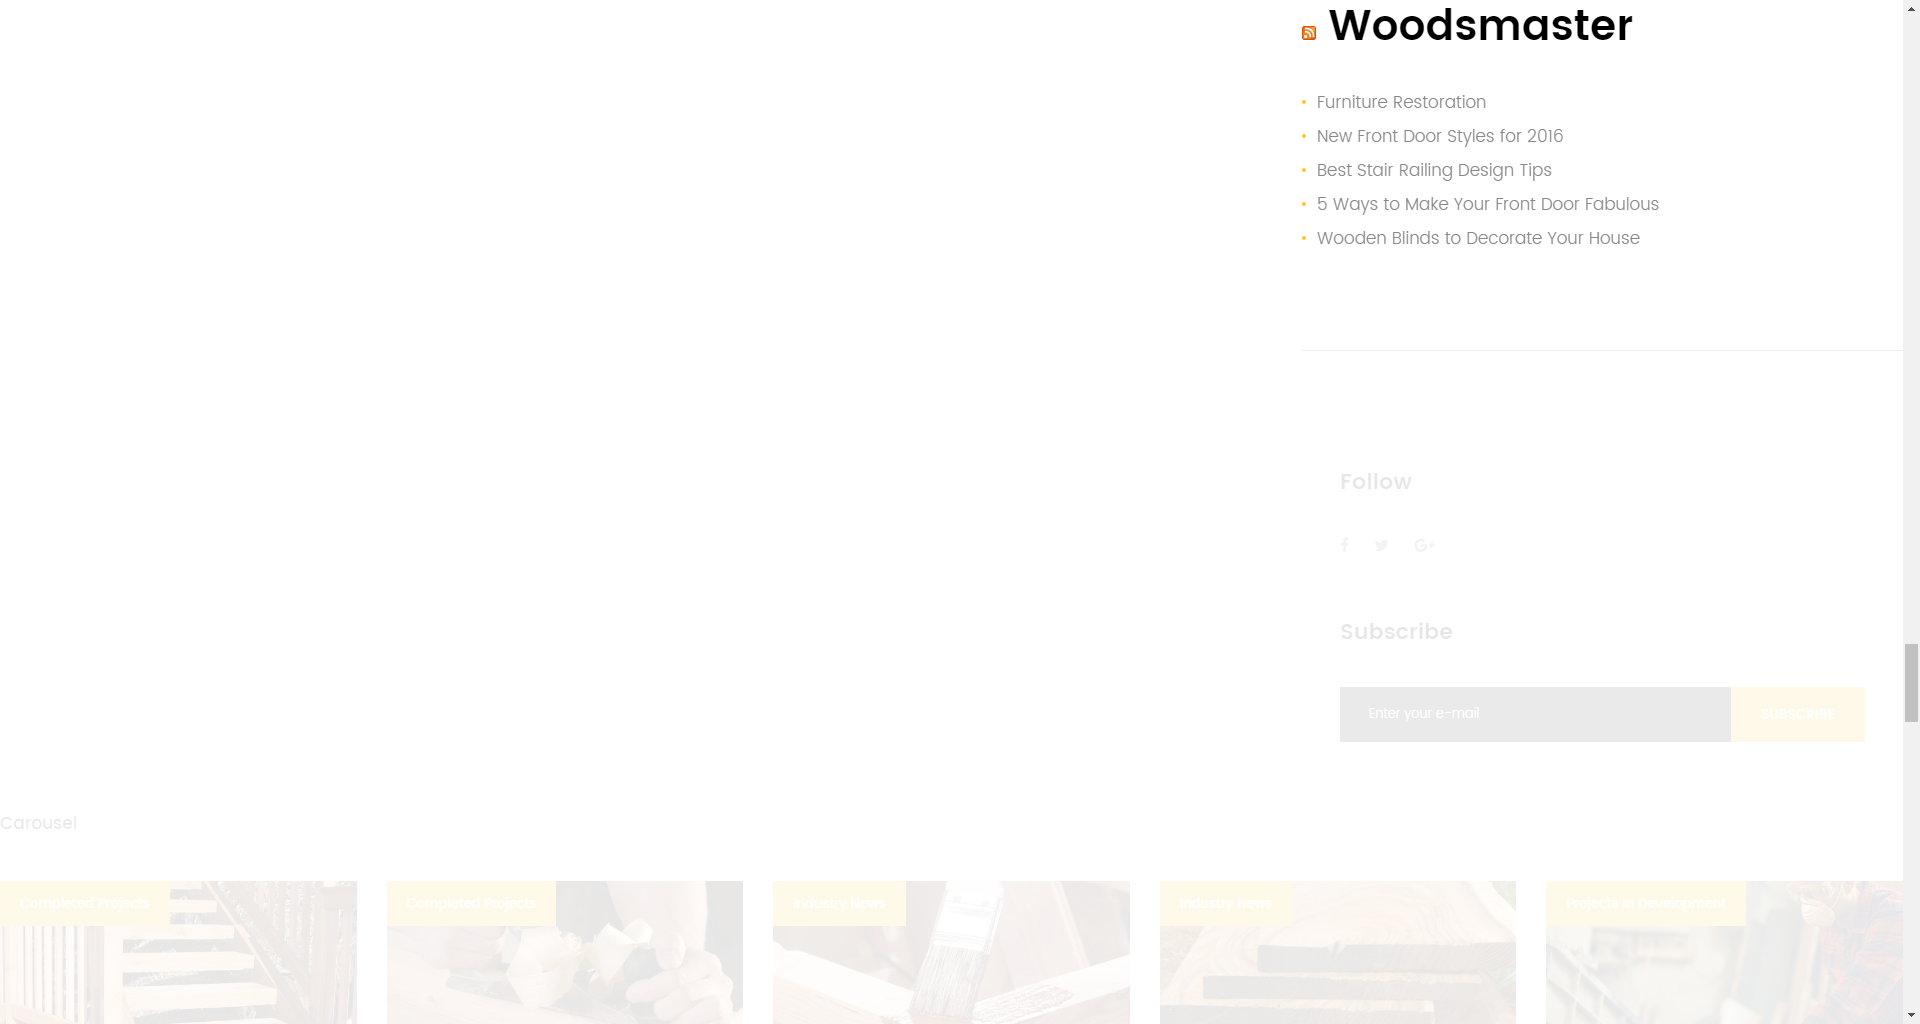 Woodsmaster
Furniture Restoration
New Front Door Styles for 2016
Best Stair Railing Design Tips
5 Ways to Make Your Front Door Fabulous
Wooden Blinds to Decorate Your House
Follow
Subscribe
Enter your e-mail
SUBSCRIBE
Carousel
Completed Projects
Completed Projects
Industry News
Industry News
Projects in Development